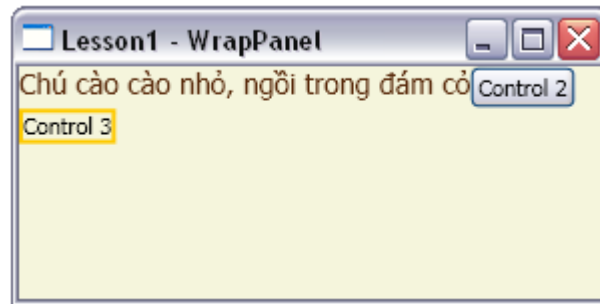 Lesson1 - WrapPanel
Chú cào cào nhỏ, ngồi trong đám cỏ Control 2
Control 3